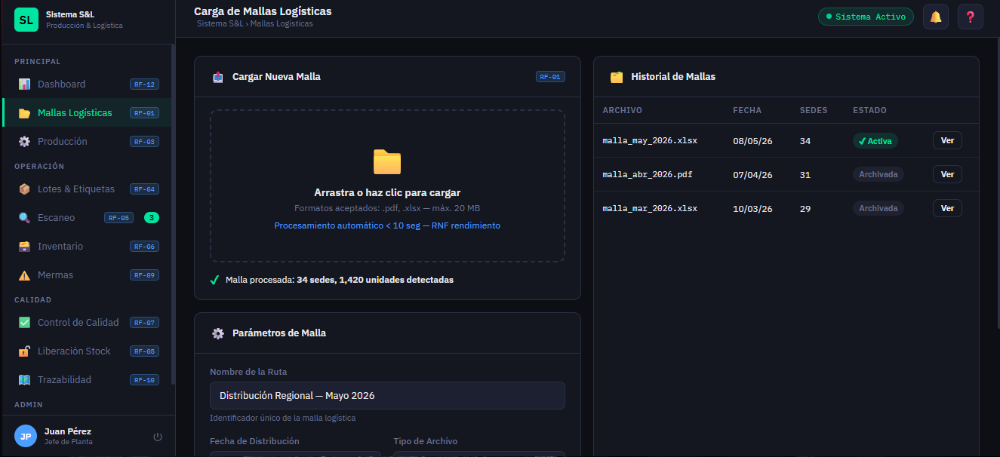 SL
Sistema S&L
Producción & Logística
PRINCIPAL
Dashboard RF-12
Mallas Logísticas RF-01
Producción RF-03
OPERACIÓN
Lotes & Etiquetas RF-04
Escaneo RF-05 3
Inventario RF-06
Mermas RF-09
CALIDAD
Control de Calidad RF-07
Liberación Stock RF-08
Trazabilidad RF-10
ADMIN
JP
Juan Pérez
Jefe de Planta
Carga de Mallas Logísticas
Sistema S&L › Mallas Logísticas
Sistema Activo
Cargar Nueva Malla RF-01
Arrastra o haz clic para cargar
Formatos aceptados: .pdf, .xlsx — máx. 20 MB
Procesamiento automático < 10 seg — RNF rendimiento
Malla procesada: 34 sedes, 1,420 unidades detectadas
Parámetros de Malla
Nombre de la Ruta
Distribución Regional — Mayo 2026
Identificador único de la malla logística
Fecha de Distribución Tipo de Archivo
Historial de Mallas
ARCHIVO FECHA SEDES ESTADO
malla_may_2026.xlsx 08/05/26 34 ✓ Activa Ver
malla_abr_2026.pdf 07/04/26 31 Archivada Ver
malla_mar_2026.xlsx 10/03/26 29 Archivada Ver